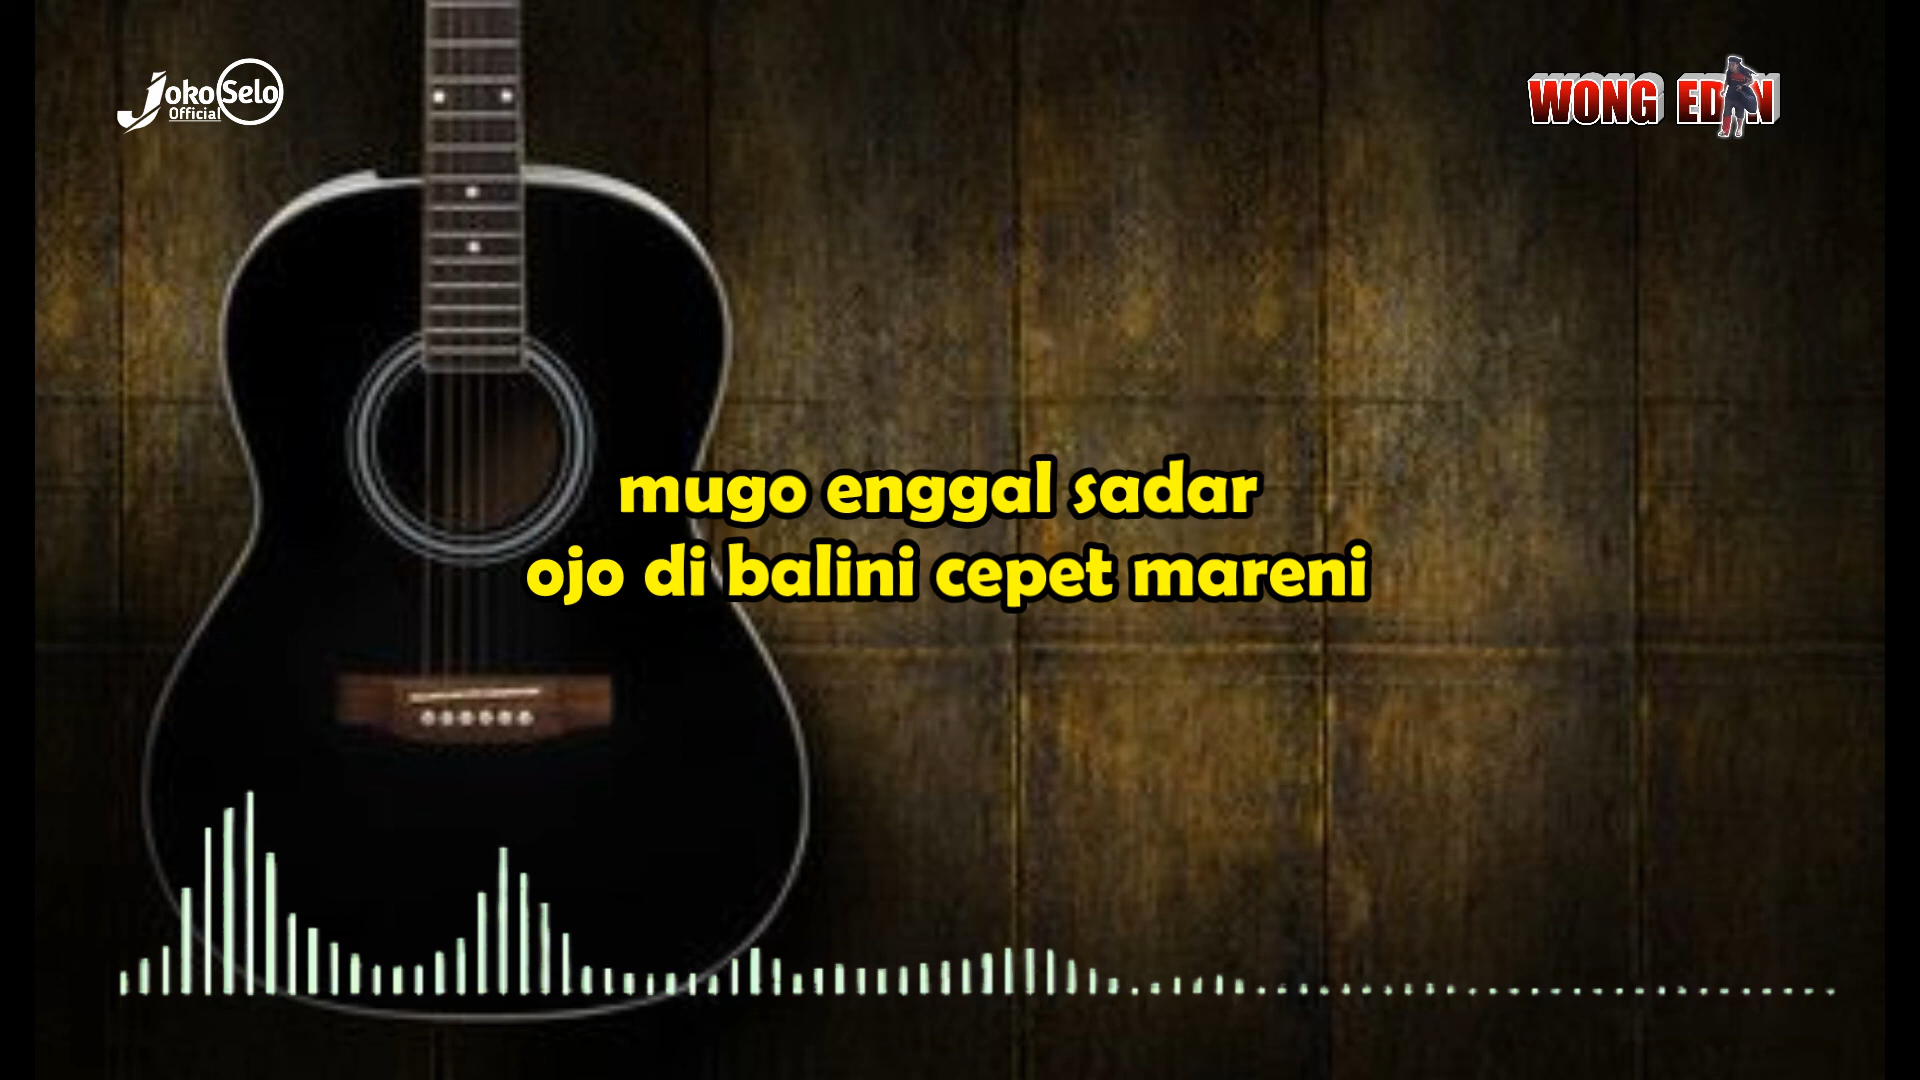 JokoSelo
Official
WONG EDAN
mugo enggal sadar
ojo di balini cepet mareni